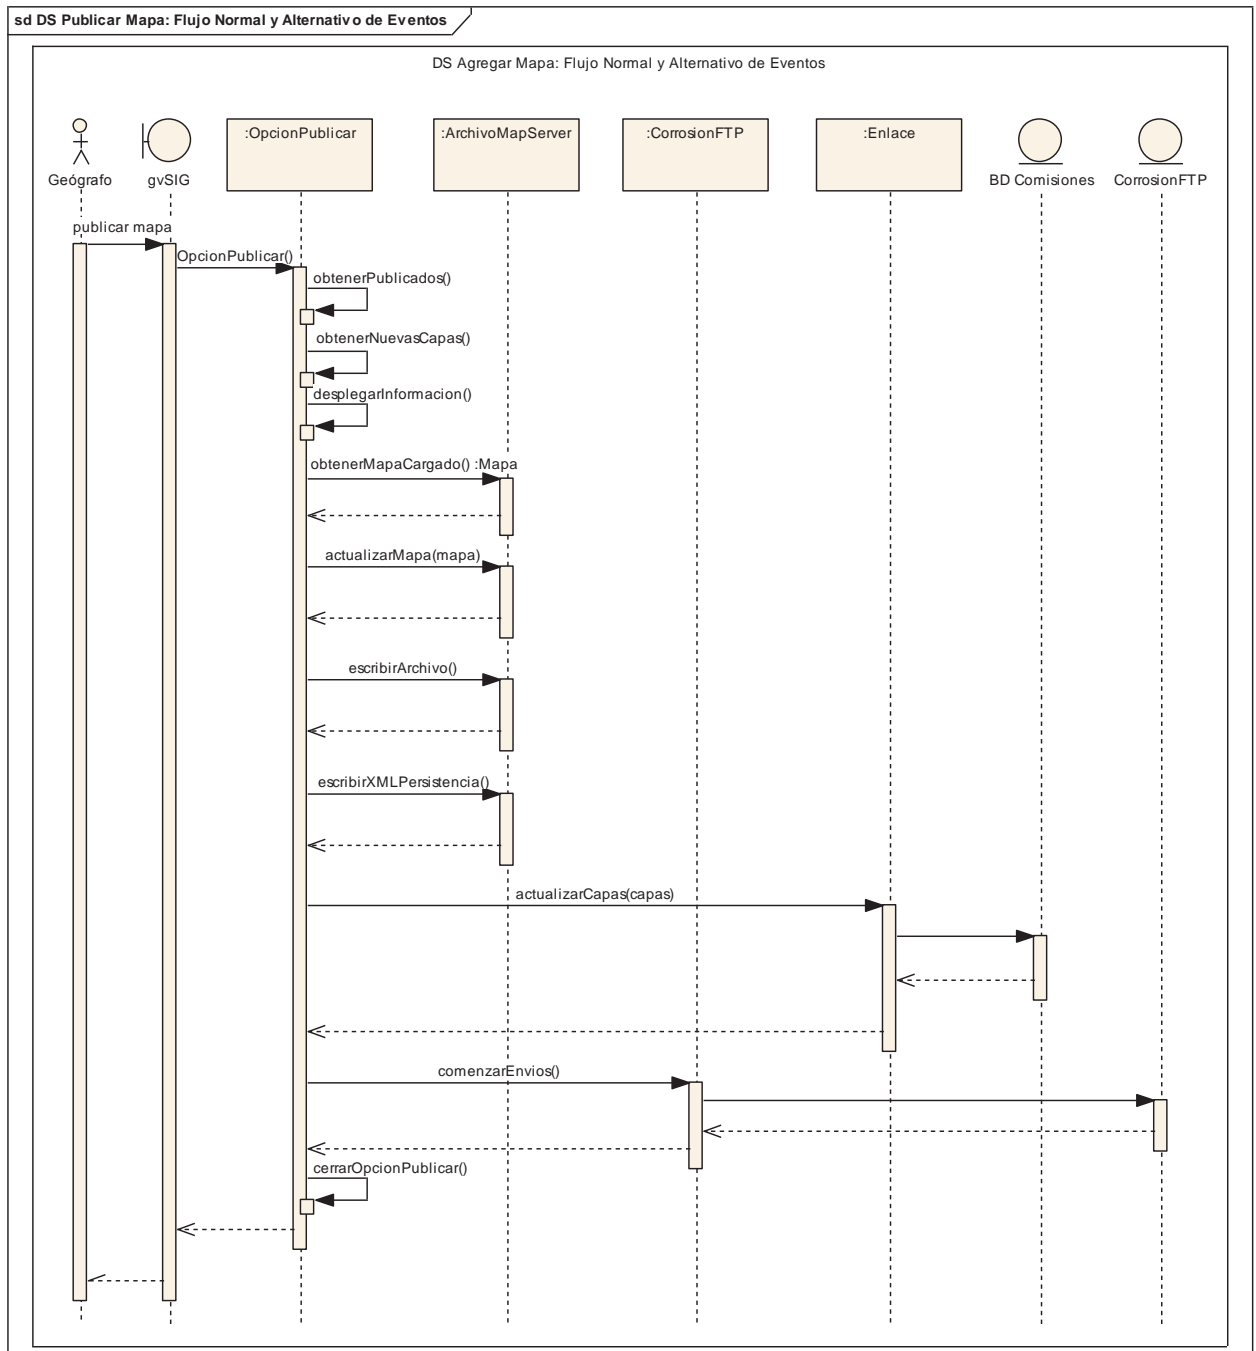 sd DS Publicar Mapa: Flujo Normal y Alternativo de Eventos
DS Agregar Mapa: Flujo Normal y Alternativo de Eventos
:OpcionPublicar
:ArchivoMapServer
:CorrosionFTP
:Enlace
Geógrafo
gvSIG
BD Comisiones
CorrosionFTP
publicar mapa
OpcionPublicar()
obtenerPublicados()
obtenerNuevasCapas()
desplegarInformacion()
obtenerMapaCargado() :Mapa
actualizarMapa(mapa)
escribirArchivo()
escribirXMLPersistencia()
actualizarCapas(capas)
comenzarEnvios()
cerrarOpcionPublicar()